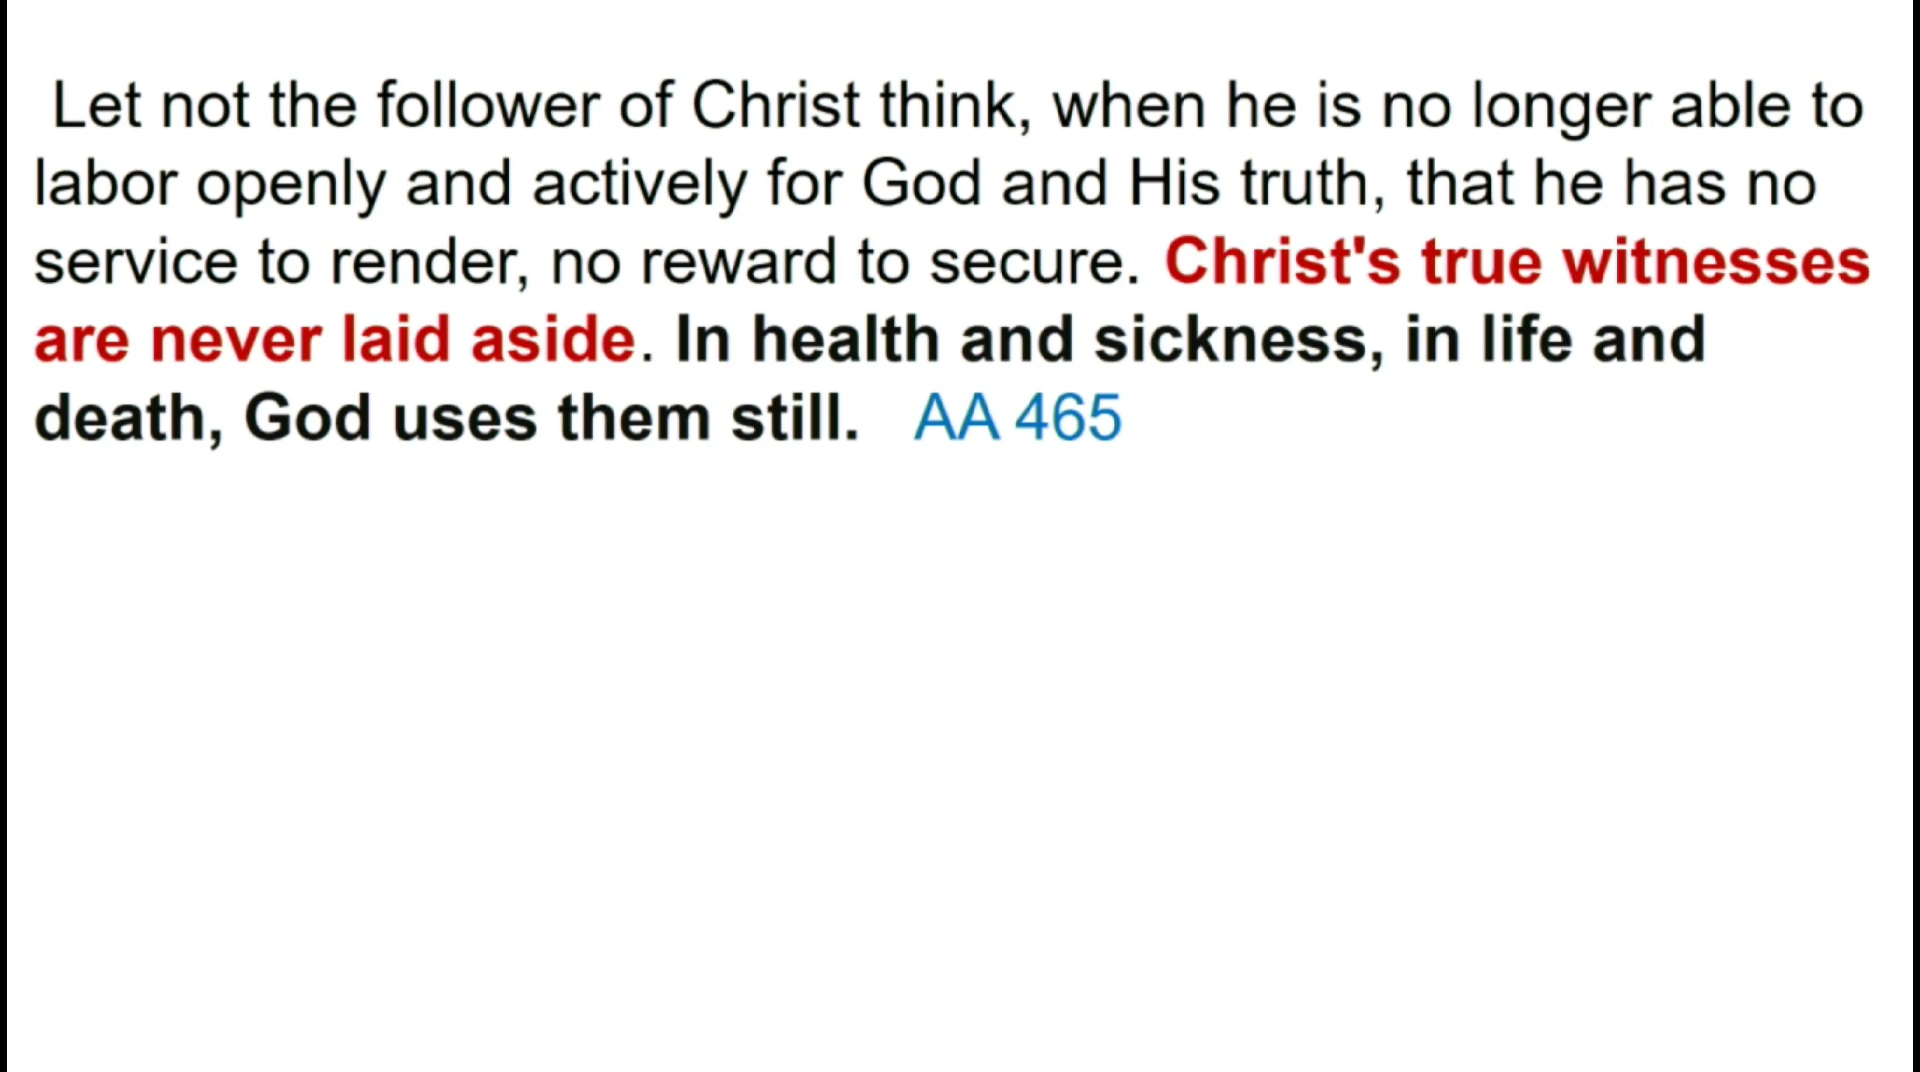 Let not the follower of Christ think, when he is no longer able to
labor openly and actively for God and His truth, that he has no
service to render, no reward to secure. Christ's true witnesses
are never laid aside. In health and sickness, in life and
death, God uses them still. AA 465